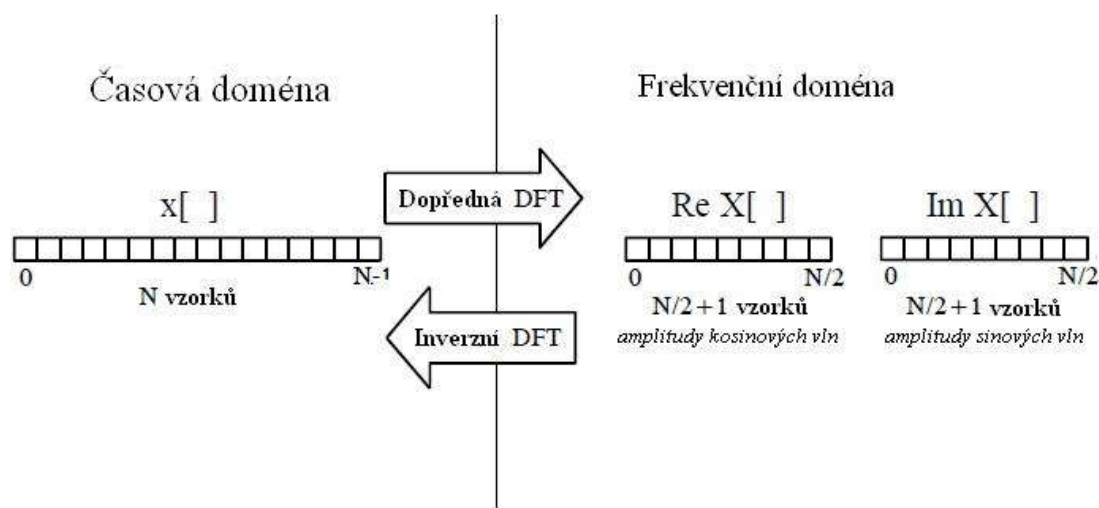 Časová doména
Frekvenční doména
Dopředná DFT
x[ ]
Re X[ ]
Im X[ ]
0
N-1
0
N/2
0
N/2
N vzorků
N/2 + 1 vzorků
N/2 + 1 vzorků
Inverzní DFT
amplitudy kosinových vln
amplitudy sinových vln